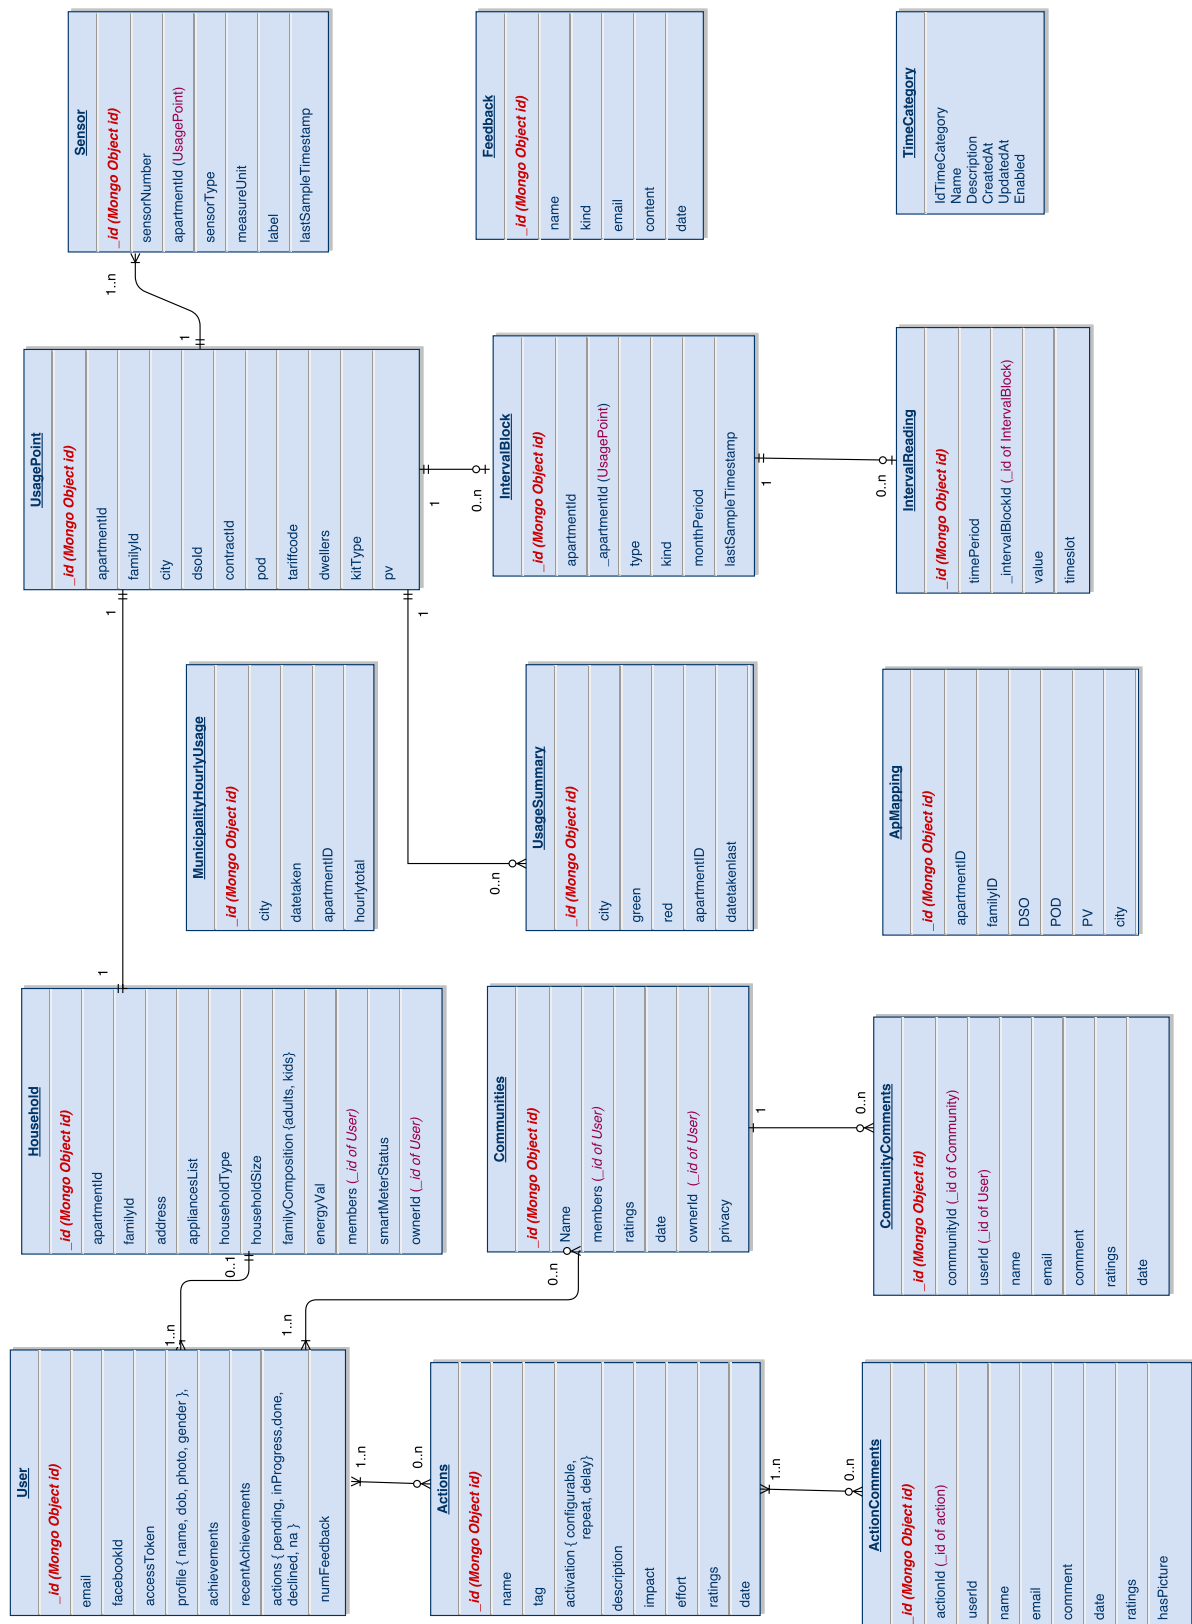 User
_id (Mongo Object id)
email
facebookId
accessToken
profile { name, dob, photo, gender },
achievements
recentAchievements
actions { pending, inProgress,done,
declined, na }
numFeedback
1..n
0..1
1..n
0..n
1..n
0..n
Household
_id (Mongo Object id)
apartmentId
familyId
address
appliancesList
householdType
householdSize
familyComposition {adults, kids}
energyVal
members (_id of User)
smartMeterStatus
ownerId (_id of User)
1
1
UsagePoint
_id (Mongo Object id)
apartmentId
familyId
city
dsoId
contractId
pod
tariffcode
dwellers
kitType
pv
1
1..n
Sensor
_id (Mongo Object id)
sensorNumber
apartmentId (UsagePoint)
sensorType
measureUnit
label
lastSampleTimestamp
MunicipalityHourlyUsage
_id (Mongo Object id)
city
datetaken
apartmentID
hourlytotal
1
0..n
1
0..n
Actions
_id (Mongo Object id)
name
tag
activation { configurable,
repeat, delay}
description
impact
effort
ratings
date
1..n
0..n
Communities
_id (Mongo Object id)
Name
members (_id of User)
ratings
date
ownerId (_id of User)
privacy
1
0..n
UsageSummary
_id (Mongo Object id)
city
green
red
apartmentID
datetakenlast
IntervalBlock
_id (Mongo Object id)
apartmentId
_apartmentId (UsagePoint)
type
kind
monthPeriod
lastSampleTimestamp
1
0..n
Feedback
_id (Mongo Object id)
name
kind
email
content
date
ActionComments
_id (Mongo Object id)
actionId (_id of action)
userId
name
email
comment
date
ratings
hasPicture
CommunityComments
_id (Mongo Object id)
communityId (_id of Community)
userId (_id of User)
name
email
comment
ratings
date
ApMapping
_id (Mongo Object id)
apartmentID
familyID
DSO
POD
PV
city
IntervalReading
_id (Mongo Object id)
timePeriod
_intervalBlockId (_id of IntervalBlock)
value
timeslot
TimeCategory
IdTimeCategory
Name
Description
CreatedAt
UpdatedAt
Enabled